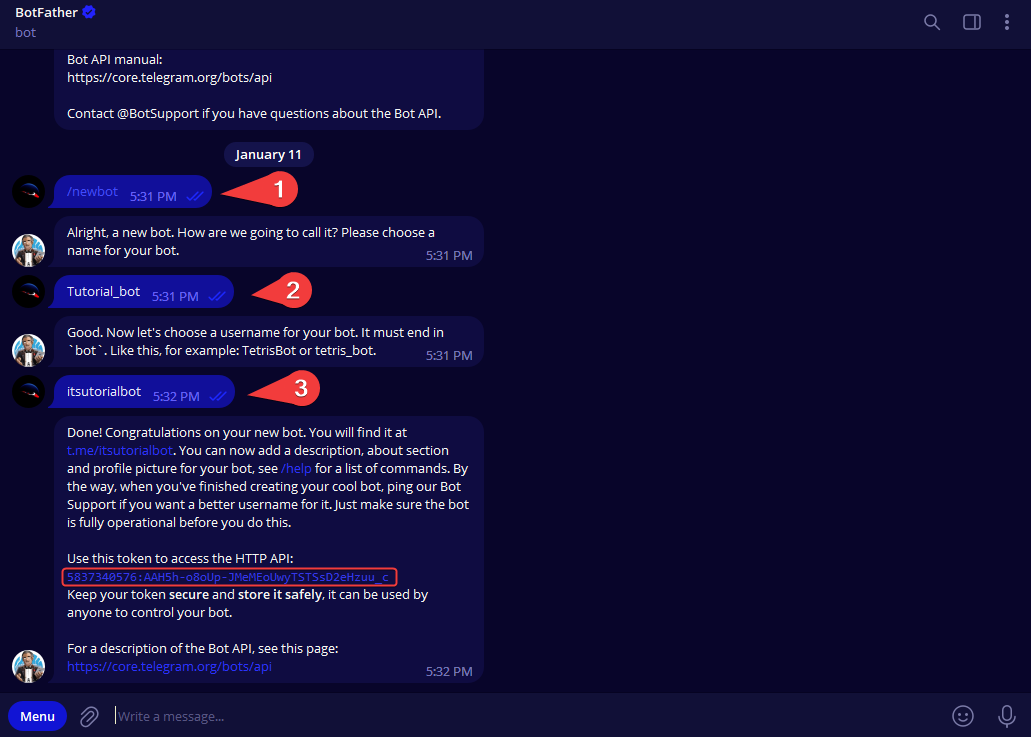 BotFather
bot
Bot API manual:
https://core.telegram.org/bots/api
Contact @BotSupport if you have questions about the Bot API.
January 11
/newbot 5:31 PM
1
Alright, a new bot. How are we going to call it? Please choose a
name for your bot.
5:31 PM
Tutorial_bot 5:31 PM
2
Good. Now let's choose a username for your bot. It must end in
`bot`. Like this, for example: TetrisBot or tetris_bot.
5:31 PM
itsutorialbot 5:32 PM
3
Done! Congratulations on your new bot. You will find it at
t.me/itsutorialbot. You can now add a description, about section
and profile picture for your bot, see /help for a list of commands. By
the way, when you've finished creating your cool bot, ping our Bot
Support if you want a better username for it. Just make sure the bot
is fully operational before you do this.
Use this token to access the HTTP API:
5837340576:AAH5h-o8oUp-JMeMEoUwyTSTSsD2eHzuu_c
Keep your token secure and store it safely, it can be used by
anyone to control your bot.
For a description of the Bot API, see this page:
https://core.telegram.org/bots/api
5:32 PM
Menu
Write a message...